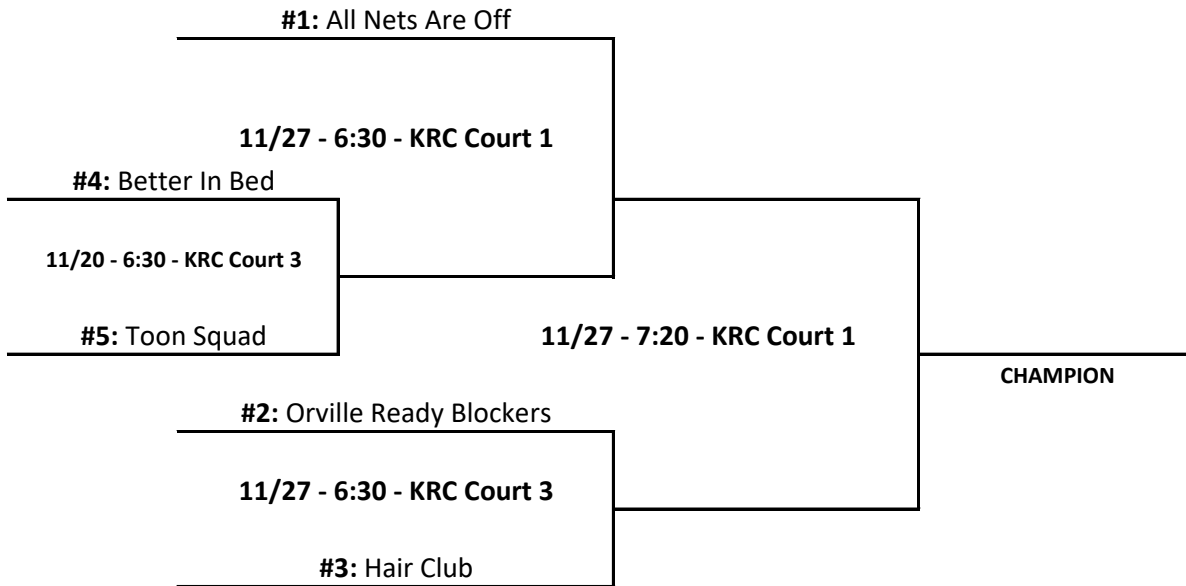 #1: All Nets Are Off
11/27 - 6:30 - KRC Court 1
#4: Better In Bed
11/20 - 6:30 - KRC Court 3
#5: Toon Squad
11/27 - 7:20 - KRC Court 1
CHAMPION
#2: Orville Ready Blockers
11/27 - 6:30 - KRC Court 3
#3: Hair Club